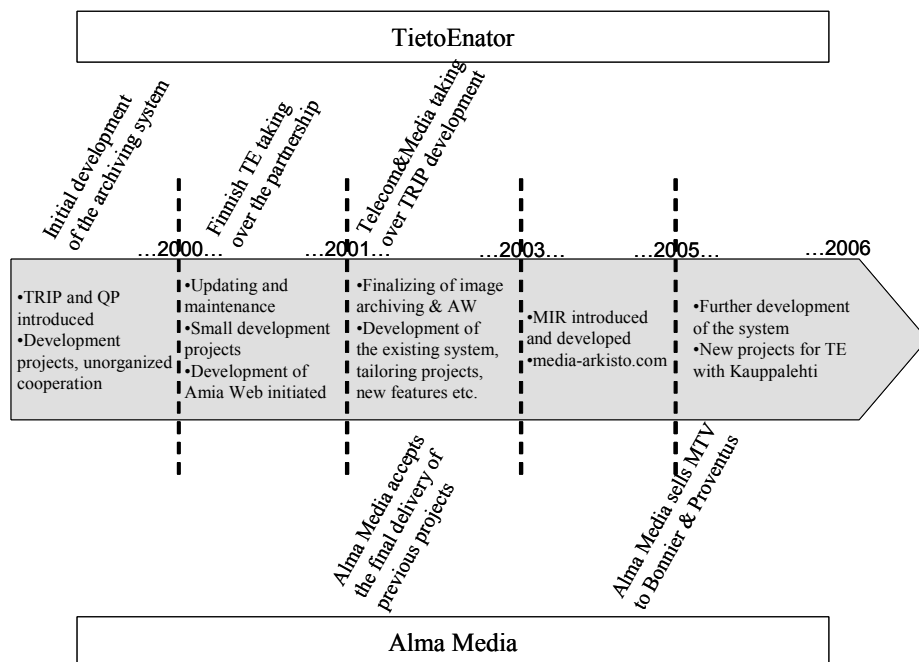 TietoEnator
Initial development
of the archiving system
Finnish TE taking
over the partnership
Telecom&Media taking
over TRIP development
...2000...
...2001...
...2003...
...2005...
2006
•TRIP and QP
introduced
•Development
projects, unorganized
cooperation
•Updating and
maintenance
•Small development
projects
•Development of
Amia Web initiated
•Finalizing of image
archiving & AW
•Development of
the existing system,
tailoring projects,
new features etc.
•MIR introduced
and developed
•media-arkisto.com
•Further development
of the system
•New projects for TE
with Kauppalehti
Alma Media accepts
the final delivery of
previous projects
Alma Media sells MTV
to Bonnier & Proventus
Alma Media